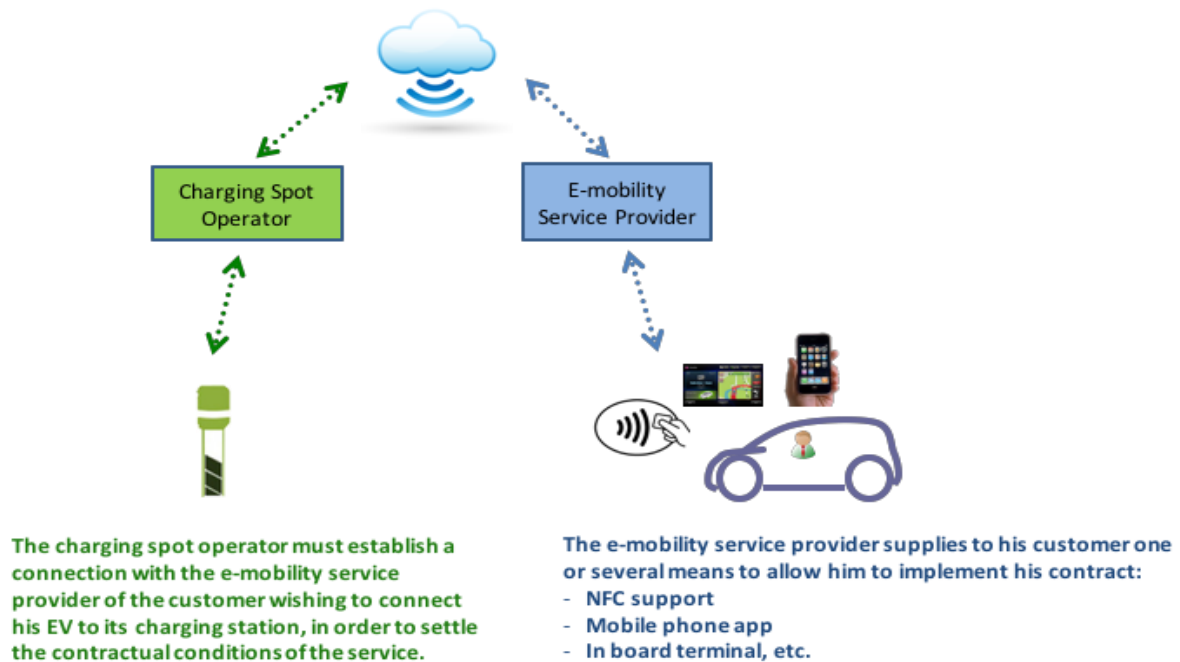 Charging Spot
Operator
E-mobility
Service Provider
The charging spot operator must establish a
connection with the e-mobility service
provider of the customer wishing to connect
his EV to its charging station, in order to settle
the contractual conditions of the service.
The e-mobility service provider supplies to his customer one
or several means to allow him to implement his contract:
- NFC support
- Mobile phone app
- In board terminal, etc.